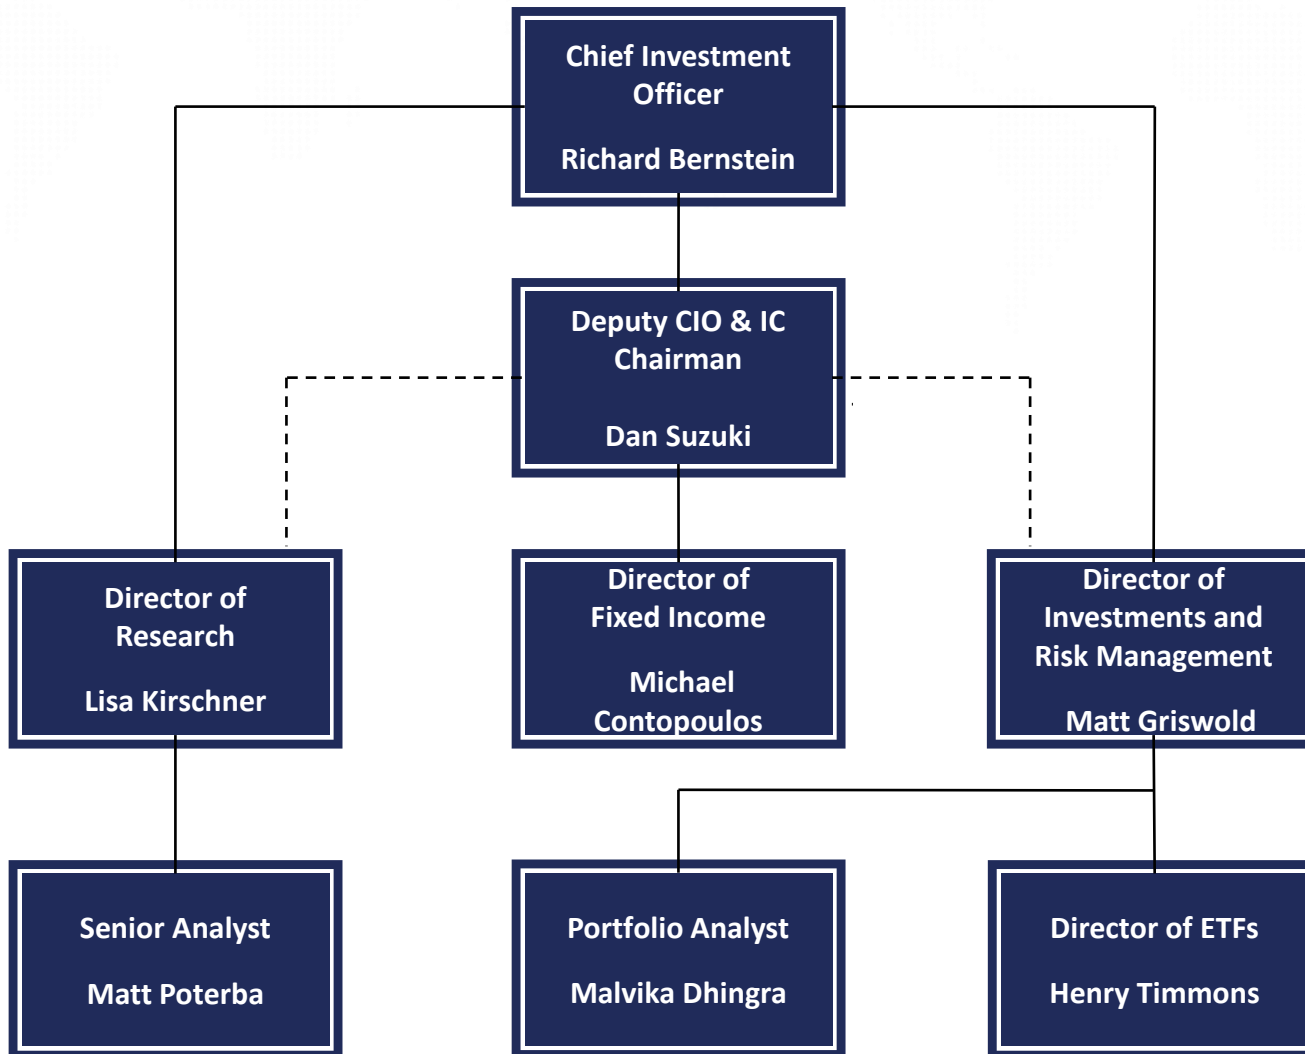 Chief Investment
Officer
Richard Bernstein
Deputy CIO & IC
Chairman
Dan Suzuki
Director of
Research
Lisa Kirschner
Director of
Fixed Income
Michael
Contopoulos
Director of
Investments and
Risk Management
Matt Griswold
Senior Analyst
Matt Poterba
Portfolio Analyst
Malvika Dhingra
Director of ETFs
Henry Timmons